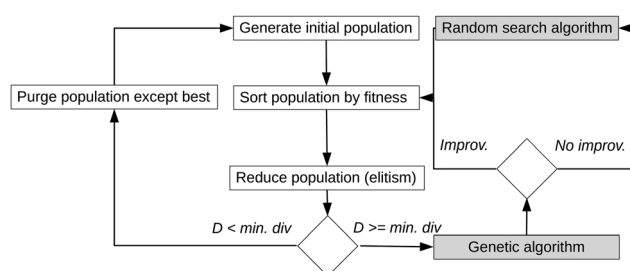 Generate initial population
Random search algorithm
Purge population except best
Sort population by fitness
Improv.
No improv.
Reduce population (elitism)
D < min. div
D >= min. div
Genetic algorithm